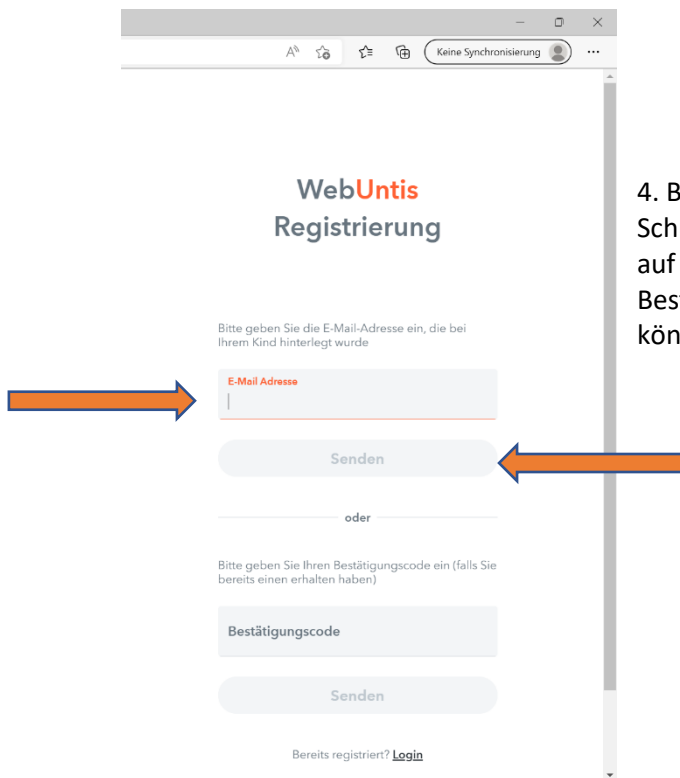 Keine Synchronisierung
WebUntis
Registrierung
Bitte geben Sie die E-Mail-Adresse ein, die bei
Ihrem Kind hinterlegt wurde
E-Mail Adresse
Senden
oder
Bitte geben Sie Ihren Bestätigungscode ein (falls Sie
bereits einen erhalten haben)
Bestätigungscode
Senden
Bereits registriert? Login
4. B
Sch
auf
Bes
kön